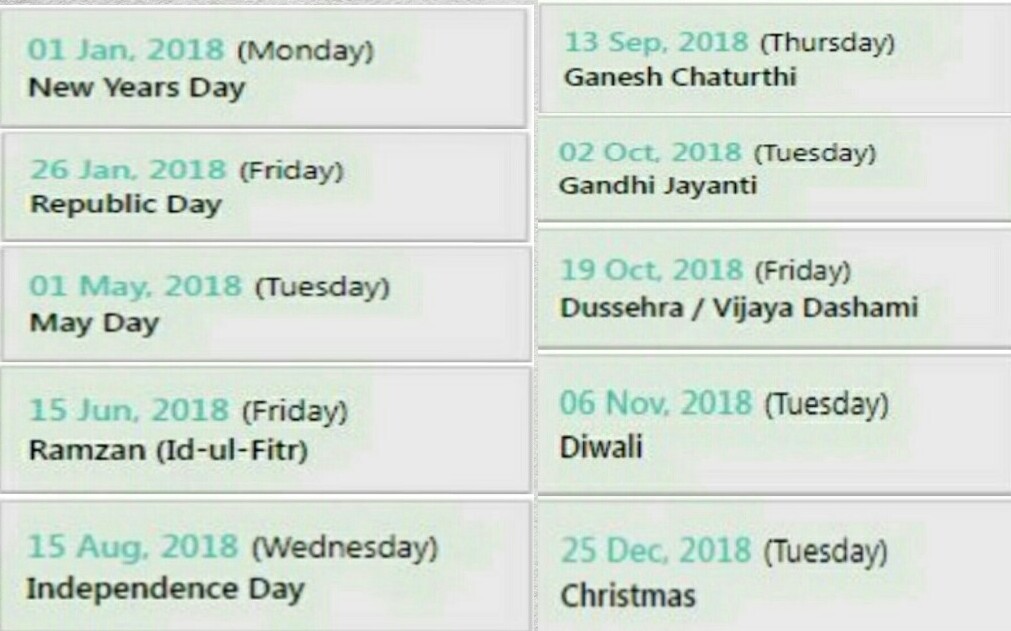 01 Jan, 2018 (Monday)
New Years Day
26 Jan, 2018 (Friday)
Republic Day
01 May, 2018 (Tuesday)
May Day
15 Jun, 2018 (Friday)
Ramzan (Id-ul-Fitr)
15 Aug, 2018 (Wednesday)
Independence Day
13 Sep, 2018 (Thursday)
Ganesh Chaturthi
02 Oct, 2018 (Tuesday)
Gandhi Jayanti
19 Oct, 2018 (Friday)
Dussehra / Vijaya Dashami
06 Nov, 2018 (Tuesday)
Diwali
25 Dec, 2018 (Tuesday)
Christmas